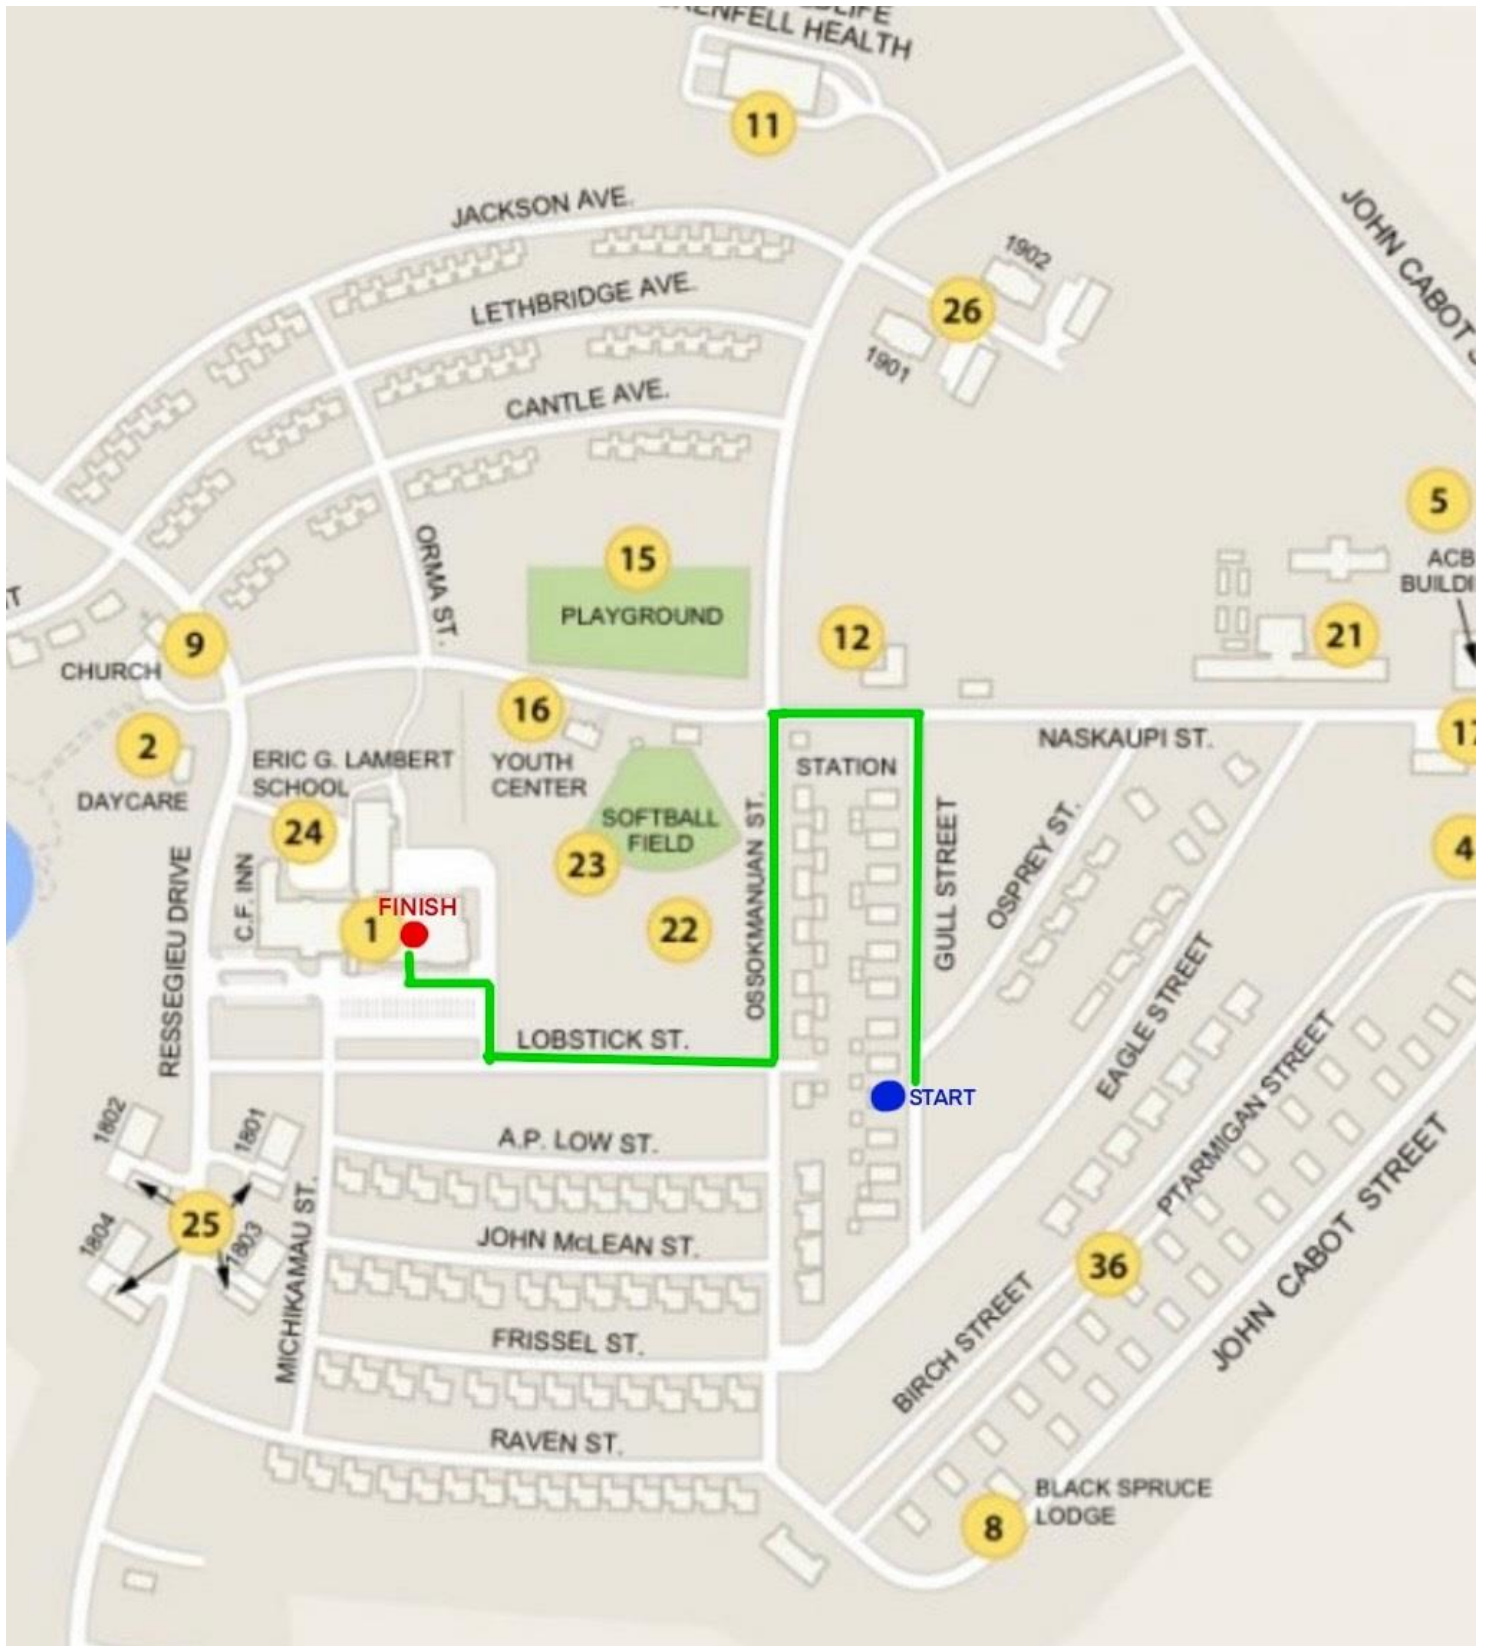 GRENFELL HEALTH
11
JACKSON AVE.
JOHN CABOT
1902
LETHBRIDGE AVE.
26
1901
CANTLE AVE.
5
ORMA ST.
15
ACB
BUILDI
PLAYGROUND
12
21
9
CHURCH
16
17
2
NASKAUPI ST.
ERIC G. LAMBERT
SCHOOL
YOUTH
CENTER
STATION
DAYCARE
SOFTBALL
FIELD
24
23
4
OSSOKMANUAN ST.
GULL STREET
OSPREY ST.
RESSEGIEU DRIVE
C.F. INN
FINISH
1
22
EAGLE STREET
LOBSTICK ST.
PTARMIGAN STREET
START
1802
1801
A.P. LOW ST.
JOHN CABOT STREET
25
MICHIKAMAU ST.
1804
1803
JOHN McLEAN ST.
36
BIRCH STREET
FRISSEL ST.
RAVEN ST.
BLACK SPRUCE
LODGE
8